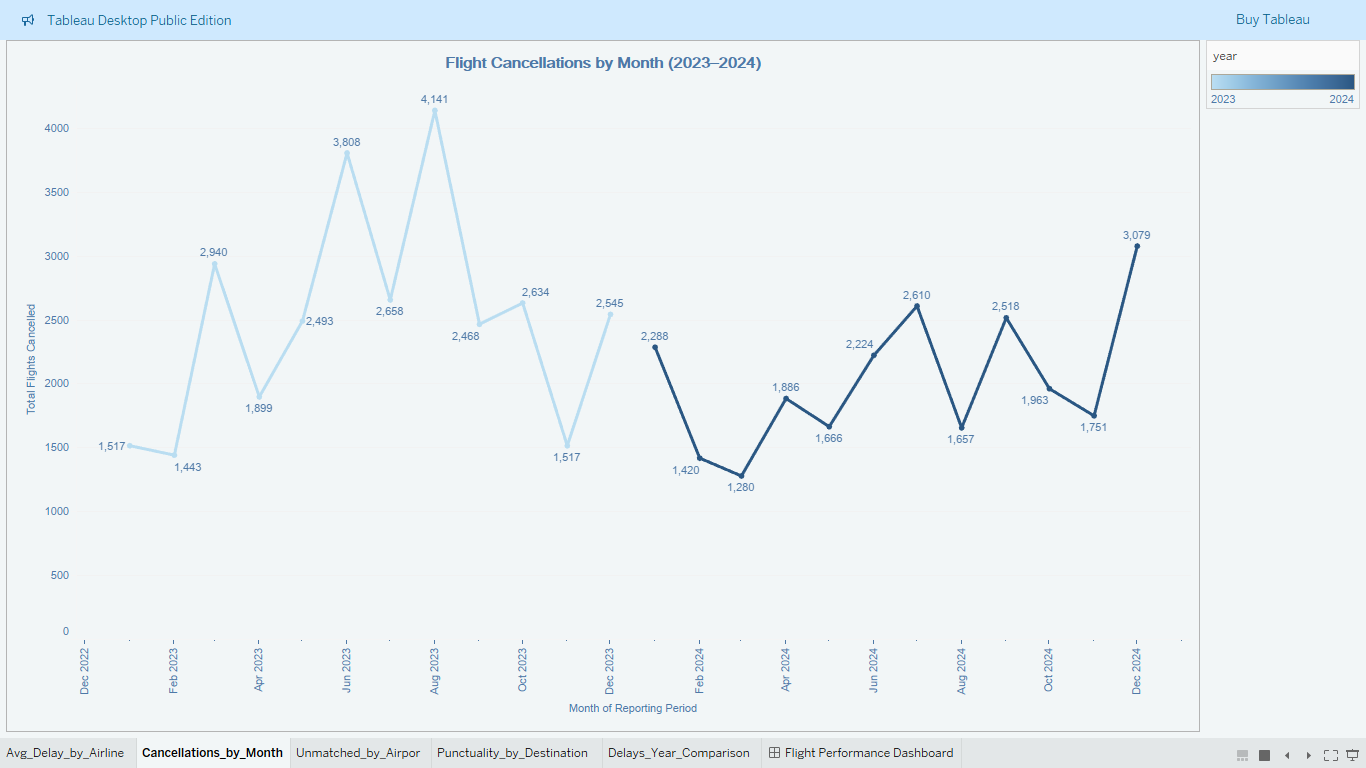 Tableau Desktop Public Edition
Buy Tableau
Flight Cancellations by Month (2023–2024)
year
2023 2024
Total Flights Cancelled
4000
3500
3000
2500
2000
1500
1000
500
0
1,517
1,443
2,940
1,899
2,493
3,808
2,658
4,141
2,468
2,634
1,517
2,545
2,288
1,420
1,280
1,886
1,666
2,224
2,610
1,657
2,518
1,963
1,751
3,079
Dec 2022
Feb 2023
Apr 2023
Jun 2023
Aug 2023
Oct 2023
Dec 2023
Feb 2024
Apr 2024
Jun 2024
Aug 2024
Oct 2024
Dec 2024
Month of Reporting Period
Avg_Delay_by_Airline
Cancellations_by_Month
Unmatched_by_Airpor
Punctuality_by_Destination
Delays_Year_Comparison
Flight Performance Dashboard